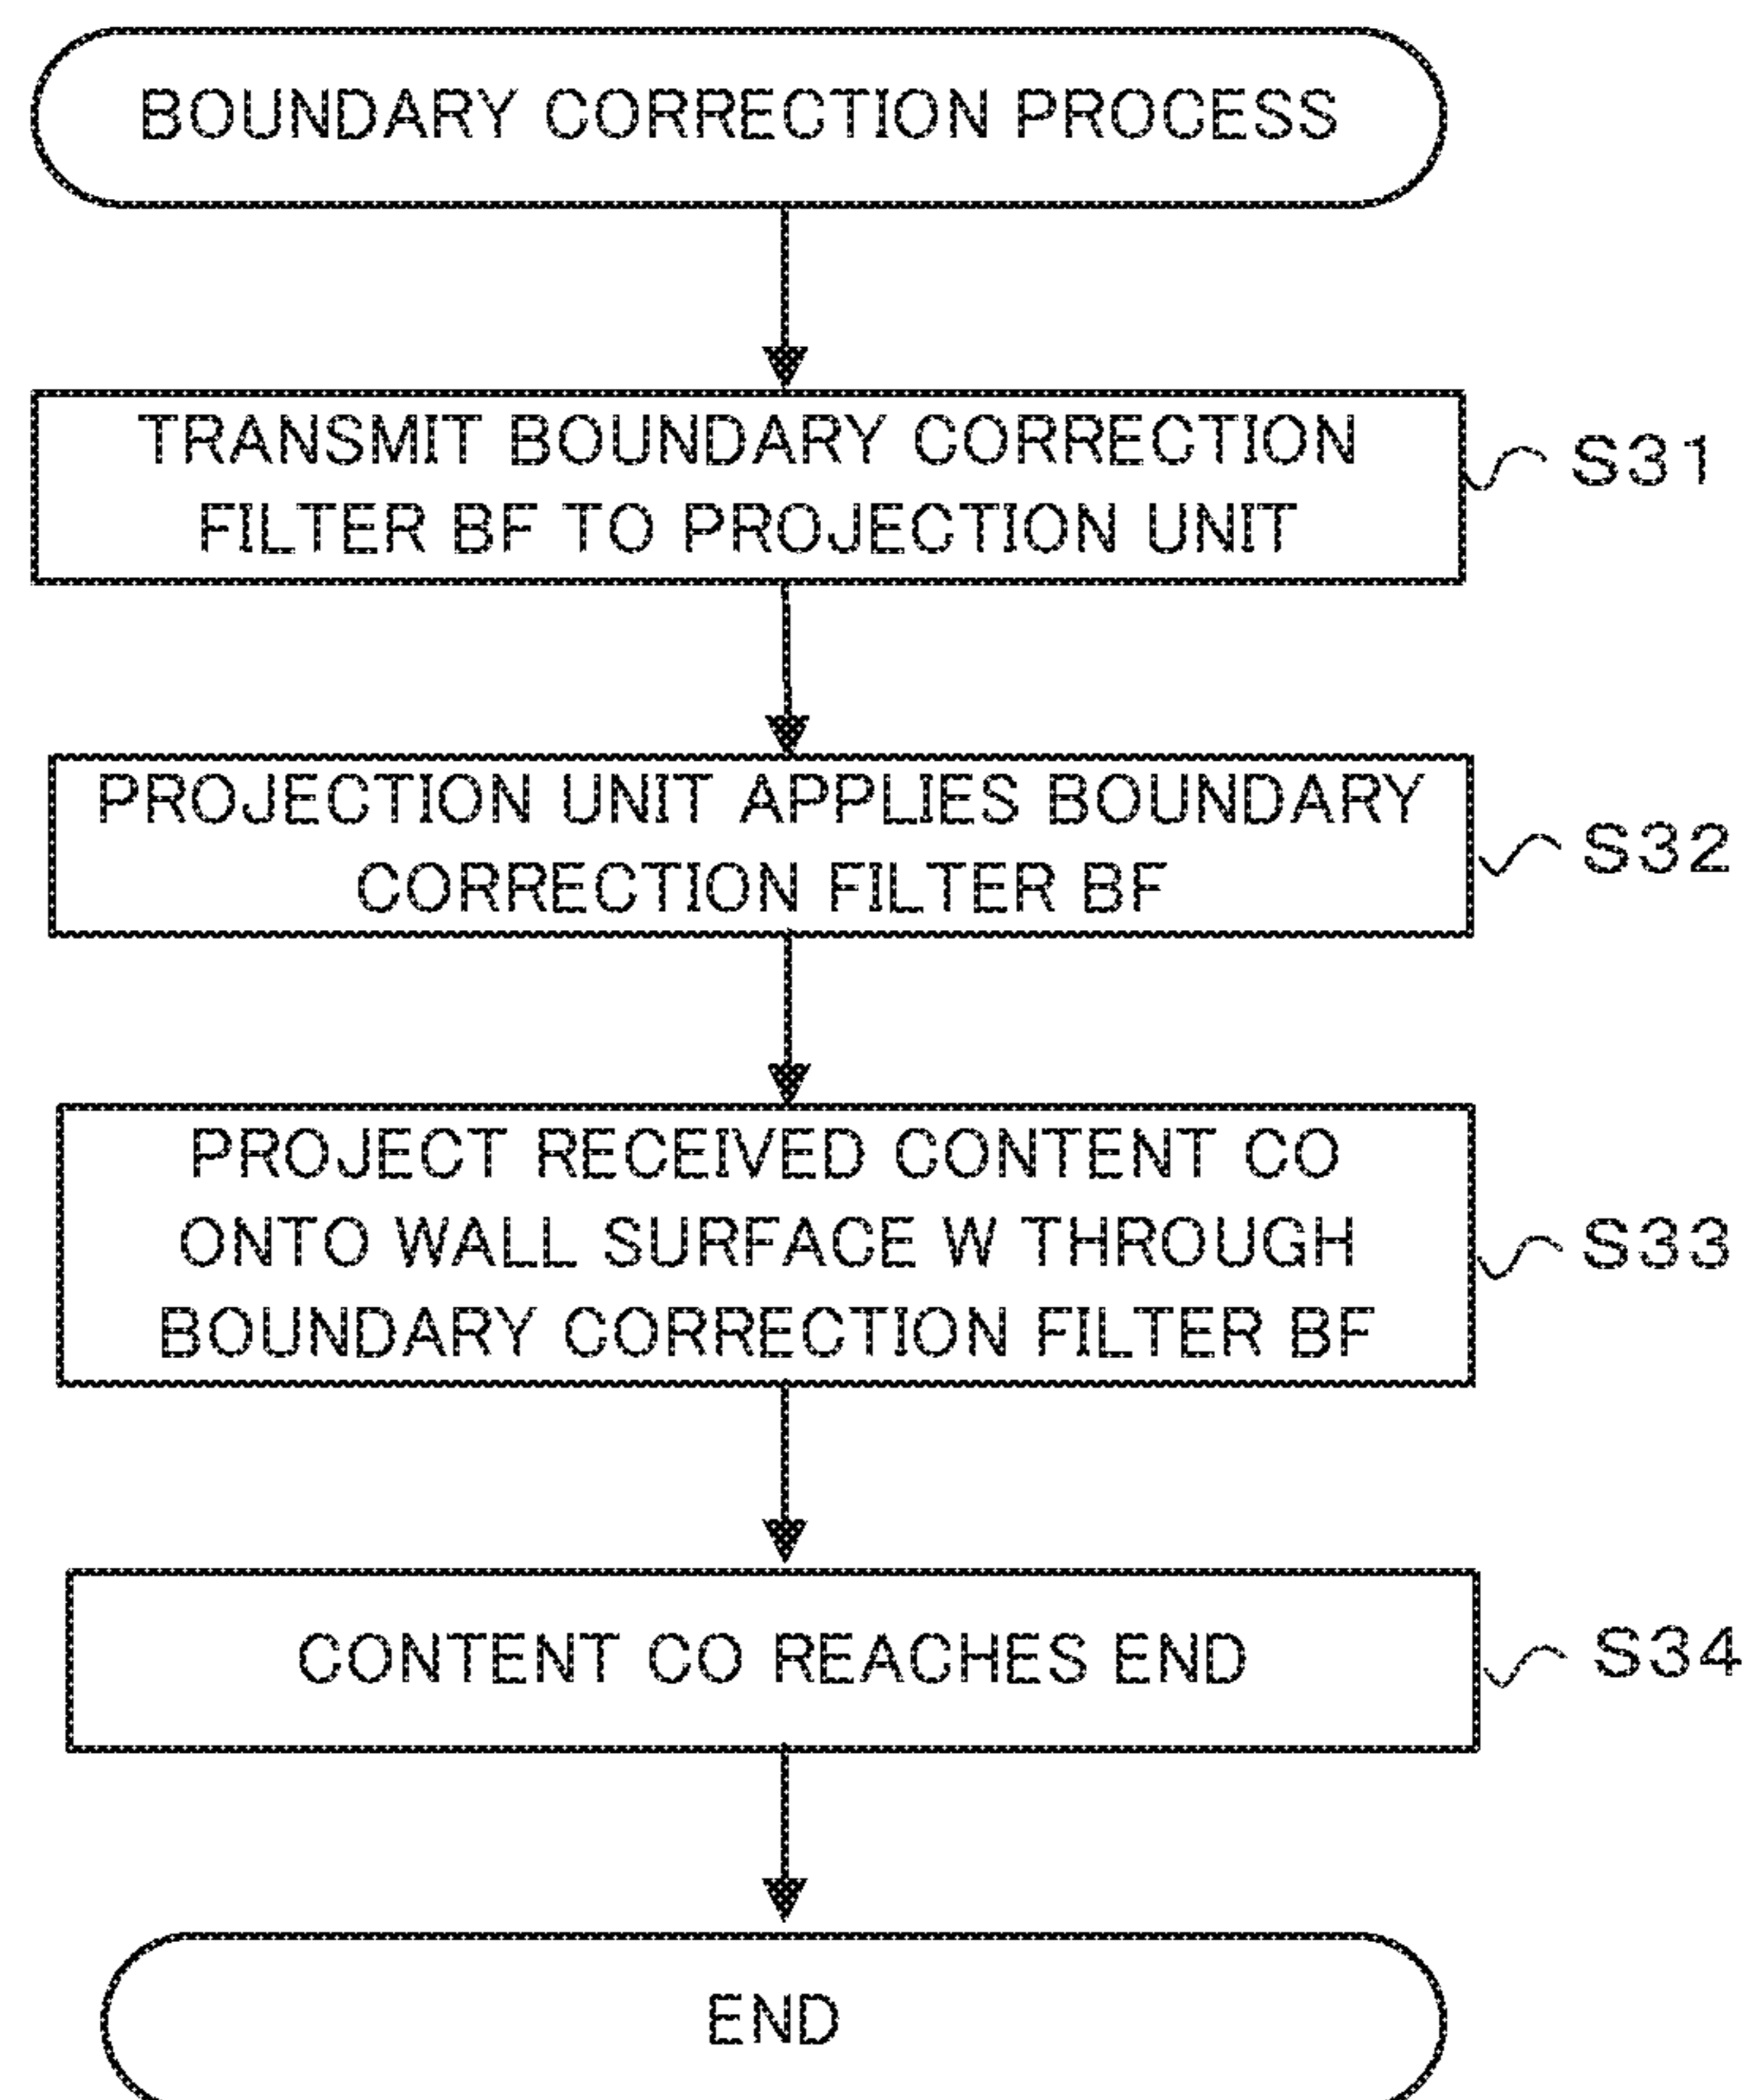 BOUNDARY CORRECTION PROCESS
TRANSMIT BOUNDARY CORRECTION
FILTER BF TO PROJECTION UNIT
S31
PROJECTION UNIT APPLIES BOUNDARY
CORRECTION FILTER BF
S32
PROJECT RECEIVED CONTENT CO
ONTO WALL SURFACE W THROUGH
BOUNDARY CORRECTION FILTER BF
S33
CONTENT CO REACHES END
S34
END